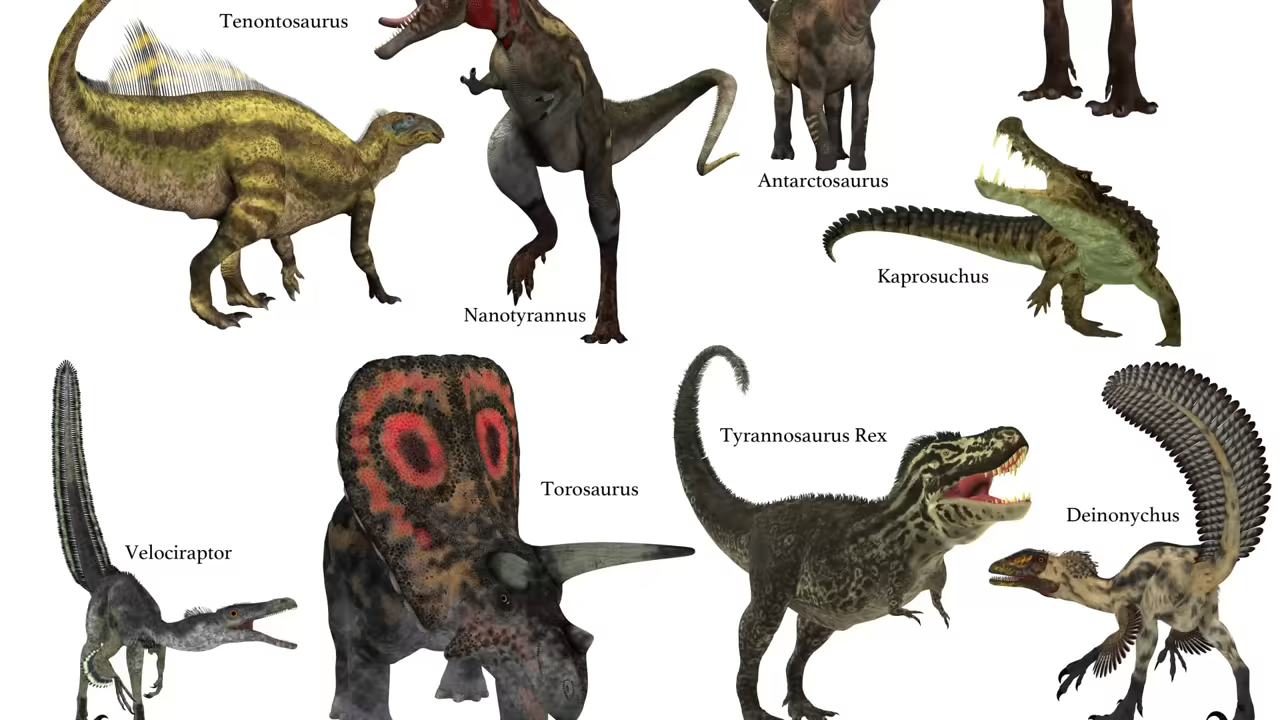 Tenontosaurus
Antarctosaurus
Kaprosuchus
Nanotyrannus
Tyrannosaurus Rex
Torosaurus
Deinonychus
Velociraptor